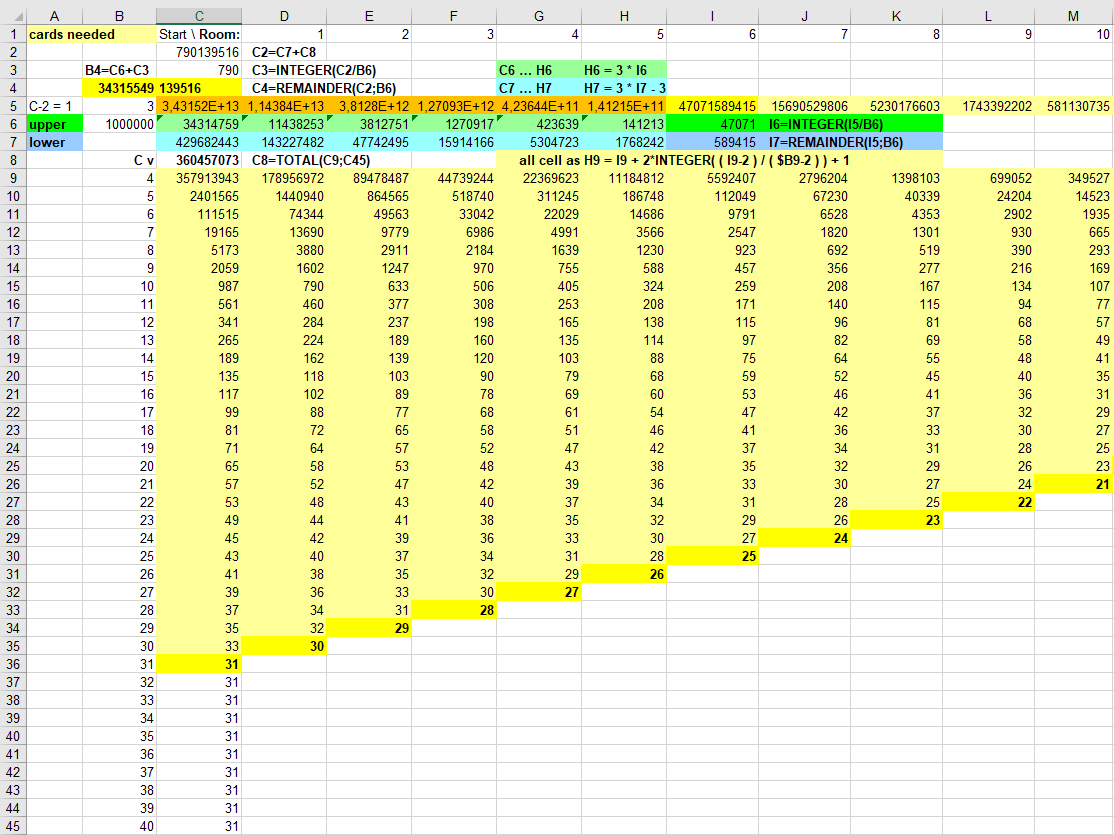 A B C D E F G H I J K L M
1 cards needed Start \ Room: 1 2 3 4 5 6 7 8 9 10
2 790139516 C2=C7+C8
3 B4=C6+C3 790 C3=INTEGER(C2/B6) C6 ... H6 H6 = 3 * I6
4 34315549 139516 C4=REMAINDER(C2;B6) C7 ... H7 H7 = 3 * I7 - 3
5 C-2 = 1 3 3,43152E+13 1,14384E+13 3,8128E+12 1,27093E+12 4,23644E+11 1,41215E+11 47071589415 15690529806 5230176603 1743392202 581130735
6 upper 1000000 34314759 11438253 3812751 1270917 423639 141213 47071 I6=INTEGER(I5/B6)
7 lower 429682443 143227482 47742495 15914166 5304723 1768242 589415 I7=REMAINDER(I5;B6)
8 C v 360457073 C8=TOTAL(C9;C45) all cell as H9 = I9 + 2*INTEGER( ( I9-2 ) / ( $B9-2 ) ) + 1
9 4 357913943 178956972 89478487 44739244 22369623 11184812 5592407 2796204 1398103 699052 349527
10 5 2401565 1440940 864565 518740 311245 186748 112049 67230 40339 24204 14523
11 6 111515 74344 49563 33042 22029 14686 9791 6528 4353 2902 1935
12 7 19165 13690 9779 6986 4991 3566 2547 1820 1301 930 665
13 8 5173 3880 2911 2184 1639 1230 923 692 519 390 293
14 9 2059 1602 1247 970 755 588 457 356 277 216 169
15 10 987 790 633 506 405 324 259 208 167 134 107
16 11 561 460 377 308 253 208 171 140 115 94 77
17 12 341 284 237 198 165 138 115 96 81 68 57
18 13 265 224 189 160 135 114 97 82 69 58 49
19 14 189 162 139 120 103 88 75 64 55 48 41
20 15 135 118 103 90 79 68 59 52 45 40 35
21 16 117 102 89 78 69 60 53 46 41 36 31
22 17 99 88 77 68 61 54 47 42 37 32 29
23 18 81 72 65 58 51 46 41 36 33 30 27
24 19 71 64 57 52 47 42 37 34 31 28 25
25 20 65 58 53 48 43 38 35 32 29 26 23
26 21 57 52 47 42 39 36 33 30 27 24 21
27 22 53 48 43 40 37 34 31 28 25 22
28 23 49 44 41 38 35 32 29 26 23
29 24 45 42 39 36 33 30 27 24
30 25 43 40 37 34 31 28 25
31 26 41 38 35 32 29 26
32 27 39 36 33 30 27
33 28 37 34 31 28
34 29 35 32 29
35 30 33 30
36 31 31
37 32 31
38 33 31
39 34 31
40 35 31
41 36 31
42 37 31
43 38 31
44 39 31
45 40 31